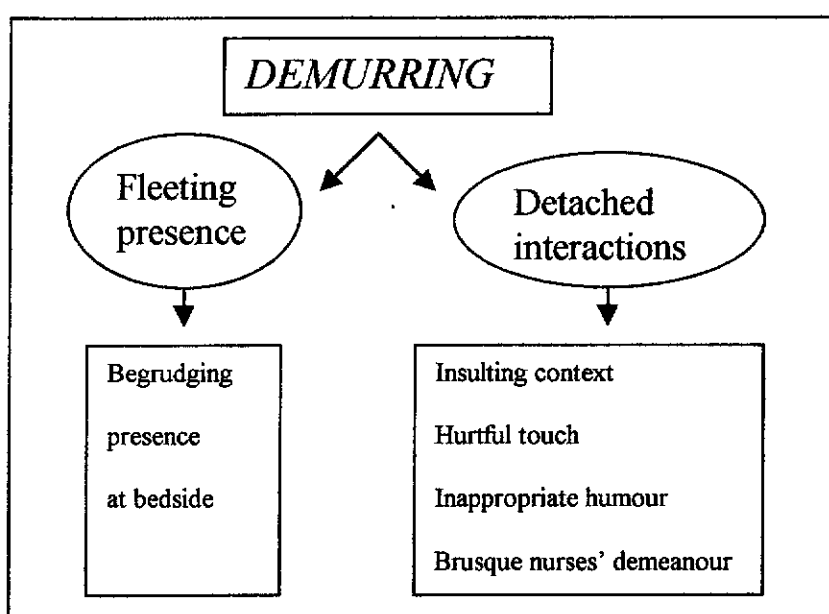 DEMURRING
Fleeting
presence
Detached
interactions
Begrudging
presence
at bedside
Insulting context
Hurtful touch
Inappropriate humour
Brusque nurses' demeanour